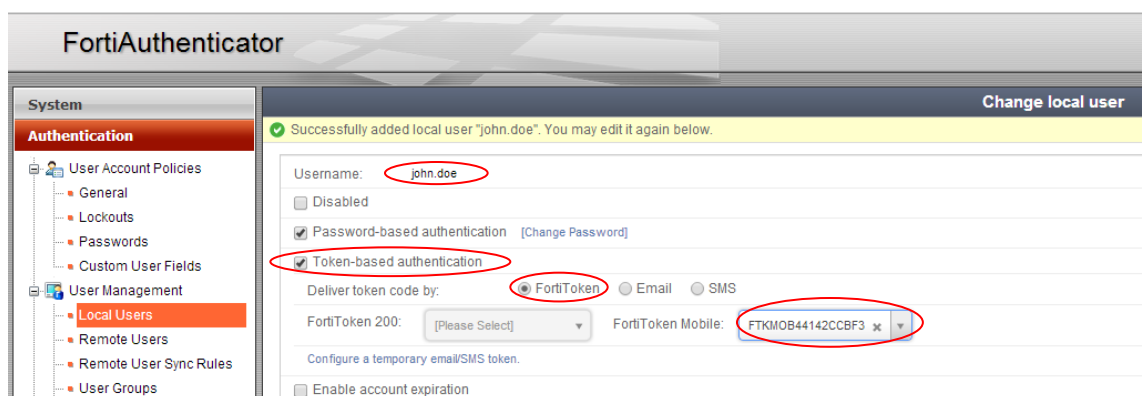 FortiAuthenticator
System
Authentication
User Account Policies
General
Lockouts
Passwords
Custom User Fields
User Management
Local Users
Remote Users
Remote User Sync Rules
User Groups
Change local user
Successfully added local user "john.doe". You may edit it again below.
Username: john.doe
Disabled
Password-based authentication [Change Password]
Token-based authentication
Deliver token code by: FortiToken Email SMS
FortiToken 200: [Please Select] FortiToken Mobile: FTKMOB44142CCBF3
Configure a temporary email/SMS token.
Enable account expiration